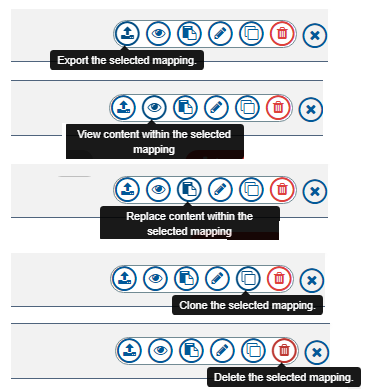 Export the selected mapping.
View content within the selected
mapping
Replace content within the
selected mapping
Clone the selected mapping.
Delete the selected mapping.